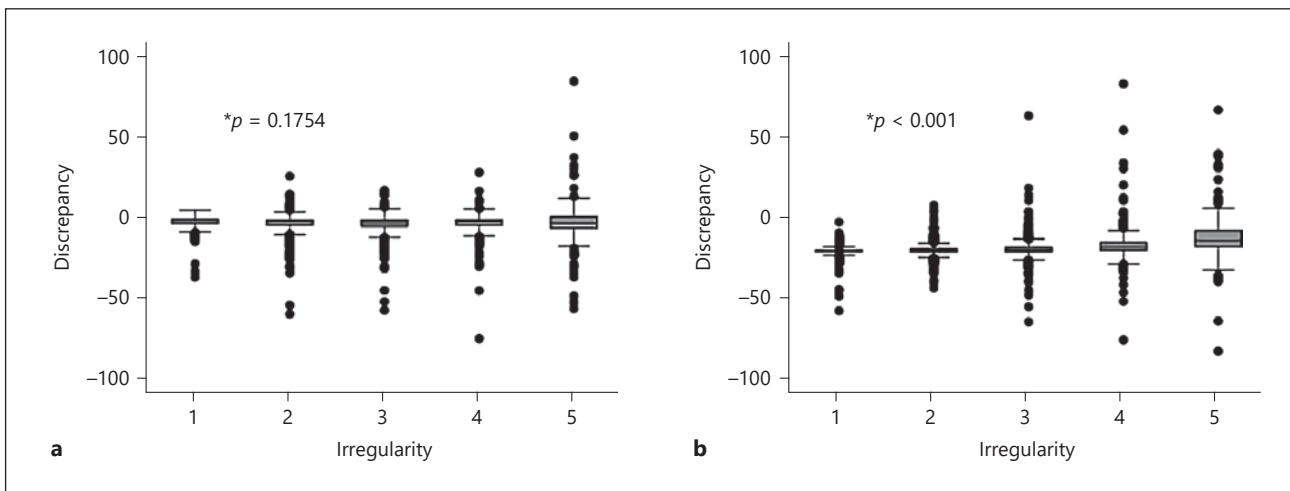 100
50
0
−50
−100
Discrepancy
*p = 0.1754
1 2 3 4 5
Irregularity
a
100
50
0
−50
−100
Discrepancy
*p < 0.001
1 2 3 4 5
Irregularity
b